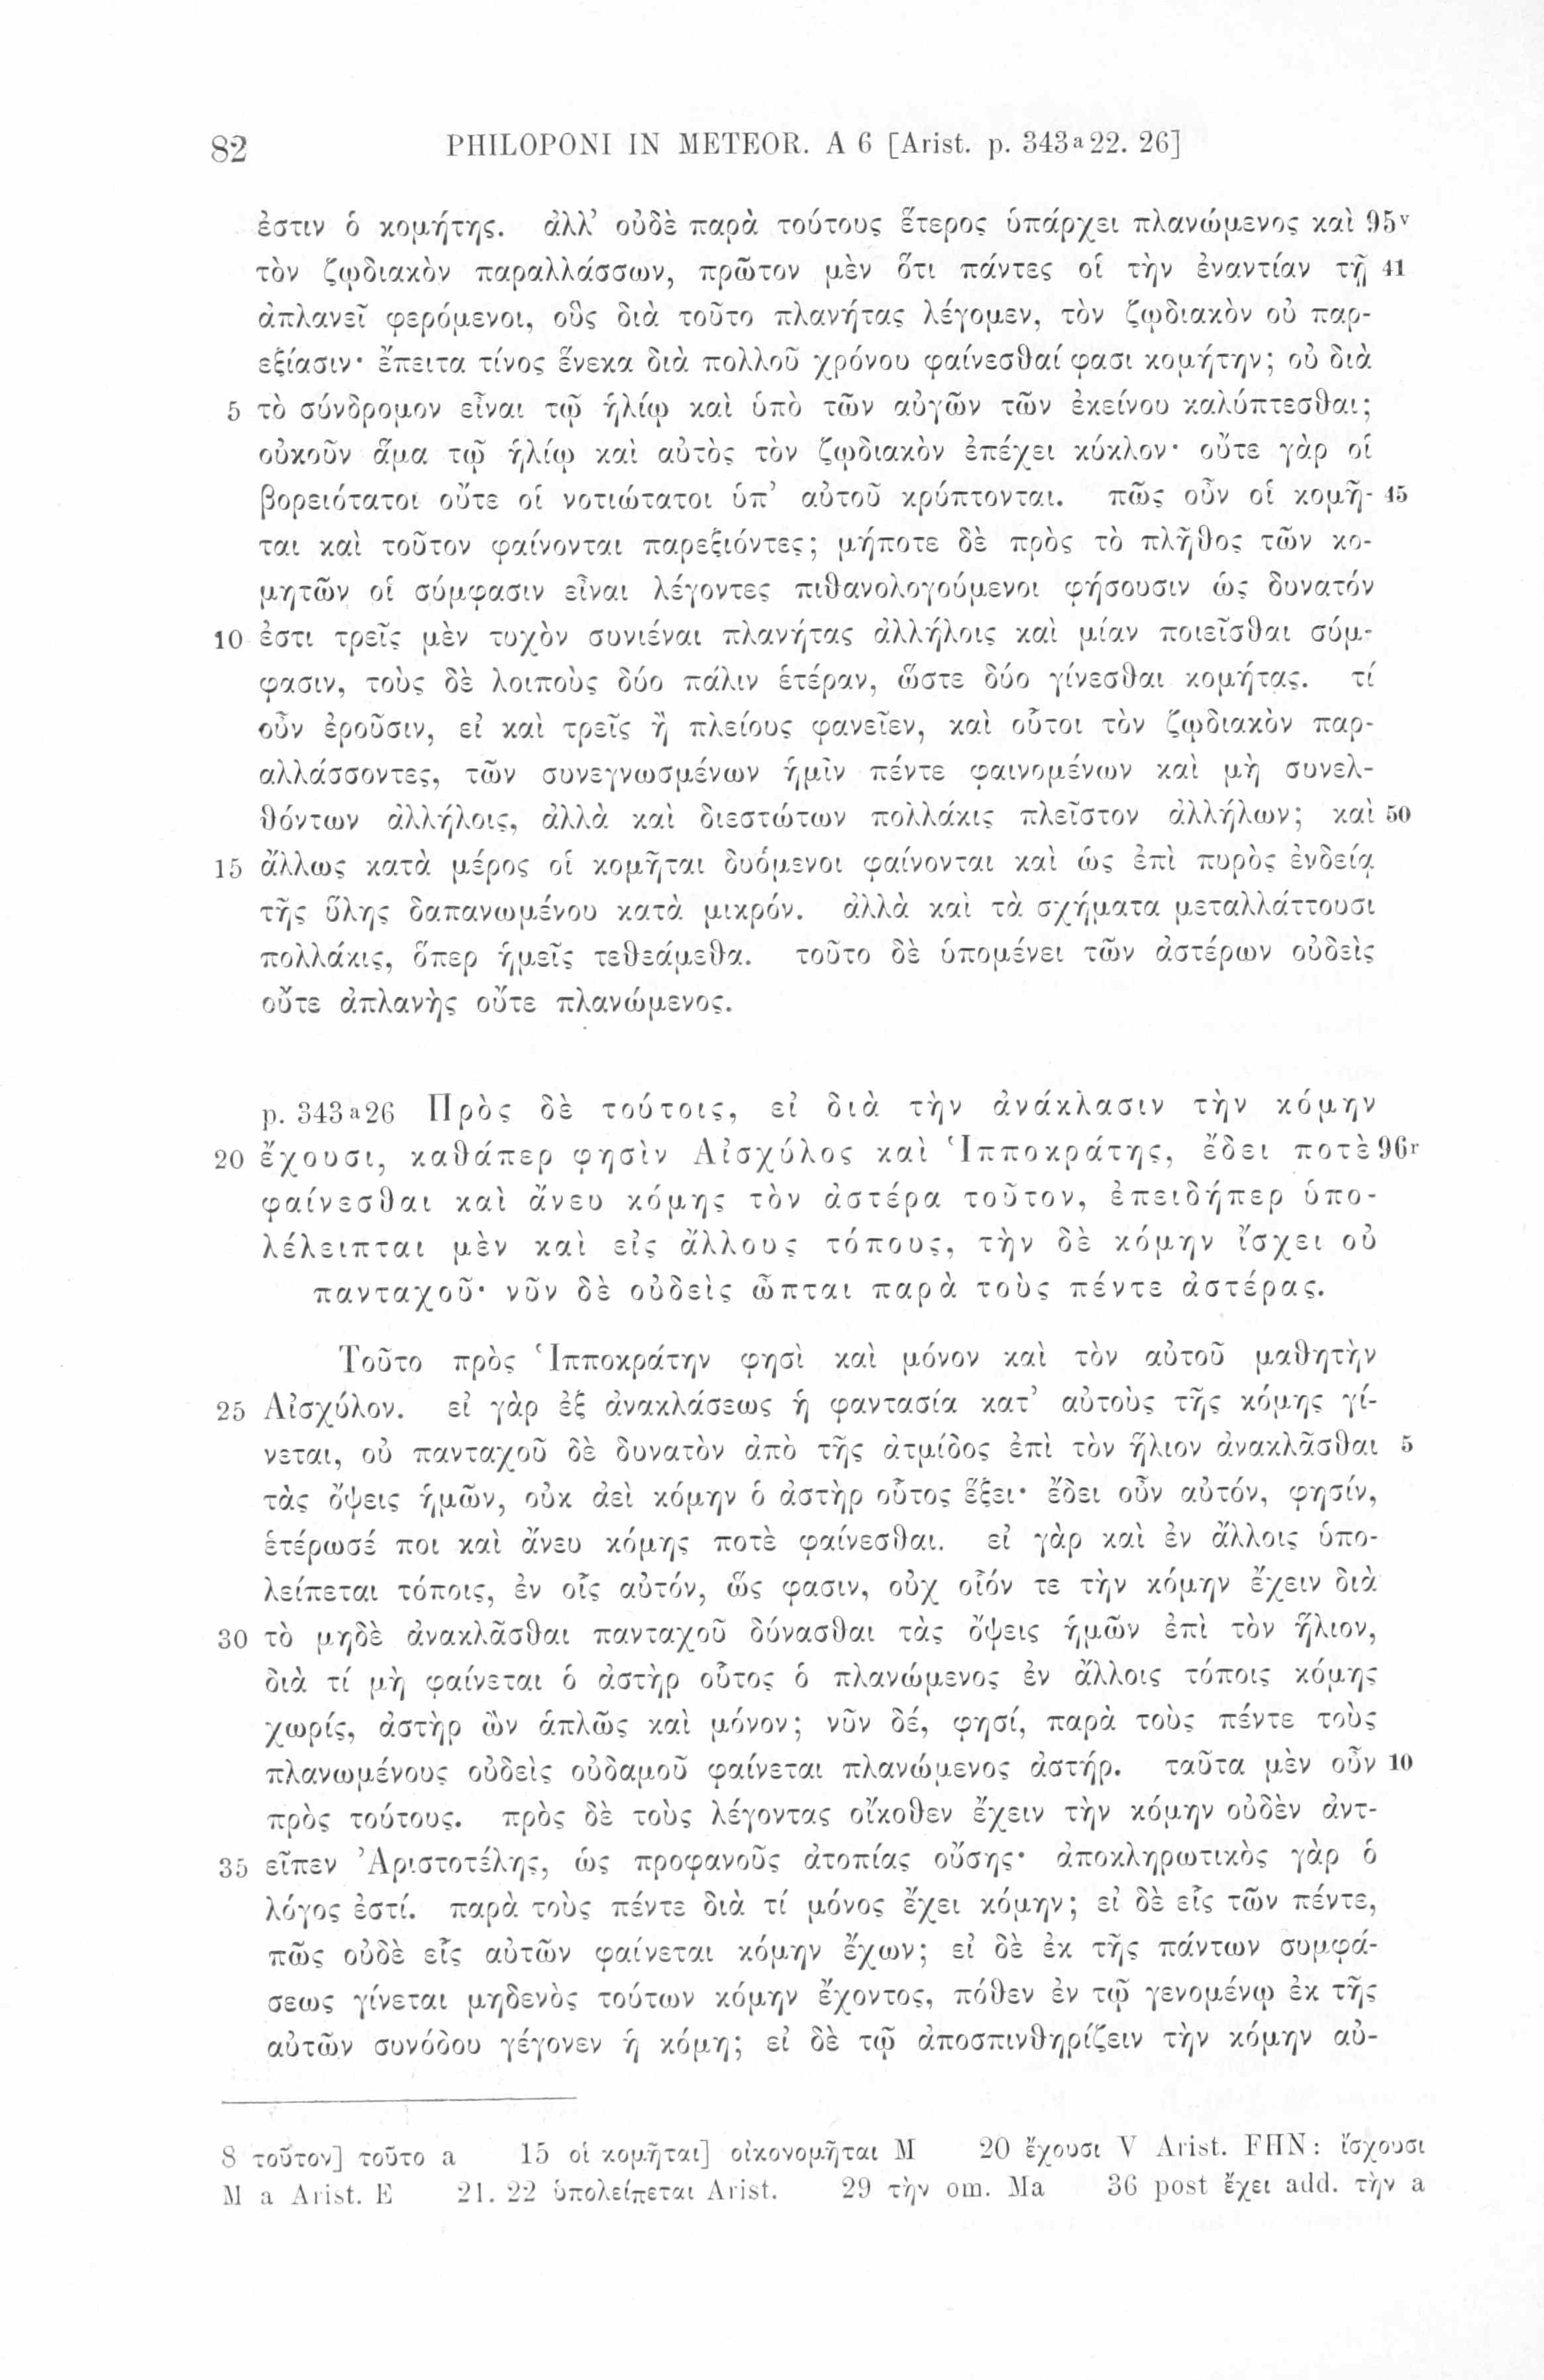 82 PHILOPONI IN METEOR. A 6 [Arist. p. 343a22. 26]
ἐστιν ὁ κομήτης. ἀλλ’ οὐδὲ παρὰ τούτους ἕτερος ὑπάρχει πλανώμενος καὶ 95v
τὸν ζῳδιακὸν παραλλάσσων, πρῶτον μὲν ὅτι πάντες οἱ τὴν ἐναντίαν τῇ 41
ἀπλανεῖ φερόμενοι, οὓς διὰ τοῦτο πλανήτας λέγομεν, τὸν ζῳδιακὸν οὐ παρ-
εξίασιν· ἔπειτα τίνος ἕνεκα διὰ πολλοῦ χρόνου φαίνεσθαί φασι κομήτην; οὐ διὰ
5 τὸ σύνδρομον εἶναι τῷ ἡλίῳ καὶ ὑπὸ τῶν αὐγῶν τῶν ἐκείνου καλύπτεσθαι;
οὐκοῦν ἅμα τῷ ἡλίῳ καὶ αὐτὸς τὸν ζῳδιακὸν ἐπέχει κύκλον· οὔτε γὰρ οἱ
βορειότατοι οὔτε οἱ νοτιώτατοι ὑπ’ αὐτοῦ κρύπτονται. πῶς οὖν οἱ κομῆ- 45
ται καὶ τοῦτον φαίνονται παρεξιόντες; μήποτε δὲ πρὸς τὸ πλῆθος τῶν κο-
μητῶν οἱ σύμφασιν εἶναι λέγοντες πιθανολογούμενοι φήσουσιν ὡς δυνατόν
10 ἐστι τρεῖς μὲν τυχὸν συνιέναι πλανήτας ἀλλήλοις καὶ μίαν ποιεῖσθαι σύμ-
φασιν, τοὺς δὲ λοιποὺς δύο πάλιν ἑτέραν, ὥστε δύο γίνεσθαι κομήτας. τί
οὖν ἐροῦσιν, εἰ καὶ τρεῖς ἢ πλείους φανεῖεν, καὶ οὗτοι τὸν ζῳδιακὸν παρ-
αλλάσσοντες, τῶν συνεγνωσμένων ἡμῖν πέντε φαινομένων καὶ μὴ συνελ-
θόντων ἀλλήλοις, ἀλλὰ καὶ διεστώτων πολλάκις πλεῖστον ἀλλήλων; καὶ 50
15 ἄλλως κατὰ μέρος οἱ κομῆται δυόμενοι φαίνονται καὶ ὡς ἐπὶ πυρὸς ἐνδείᾳ
τῆς ὕλης δαπανωμένου κατὰ μικρόν. ἀλλὰ καὶ τὰ σχήματα μεταλλάττουσι
πολλάκις, ὅπερ ἡμεῖς τεθεάμεθα. τοῦτο δὲ ὑπομένει τῶν ἀστέρων οὐδεὶς
οὔτε ἀπλανὴς οὔτε πλανώμενος.
p. 343a26 Πρὸς δὲ τούτοις, εἰ διὰ τὴν ἀνάκλασιν τὴν κόμην
20 ἔχουσι, καθάπερ φησὶν Αἰσχύλος καὶ Ἱπποκράτης, ἔδει ποτὲ 96r
φαίνεσθαι καὶ ἄνευ κόμης τὸν ἀστέρα τοῦτον, ἐπειδήπερ ὑπο-
λέλειπται μὲν καὶ εἰς ἄλλους τόπους, τὴν δὲ κόμην ἴσχει οὐ
πανταχοῦ· νῦν δὲ οὐδεὶς ὦπται παρὰ τοὺς πέντε ἀστέρας.
Τοῦτο πρὸς Ἱπποκράτην φησὶ καὶ μόνον καὶ τὸν αὐτοῦ μαθητὴν
25 Αἰσχύλον. εἰ γὰρ ἐξ ἀνακλάσεως ἡ φαντασία κατ’ αὐτοὺς τῆς κόμης γί-
νεται, οὐ πανταχοῦ δὲ δυνατὸν ἀπὸ τῆς ἀτμίδος ἐπὶ τὸν ἥλιον ἀνακλᾶσθαι 5
τὰς ὄψεις ἡμῶν, οὐκ ἀεὶ κόμην ὁ ἀστὴρ οὗτος ἕξει· ἔδει οὖν αὐτόν, φησίν,
ἑτέρωσέ ποι καὶ ἄνευ κόμης ποτὲ φαίνεσθαι. εἰ γὰρ καὶ ἐν ἄλλοις ὑπο-
λείπεται τόποις, ἐν οἷς αὐτόν, ὥς φασιν, οὐχ οἷόν τε τὴν κόμην ἔχειν διὰ
30 τὸ μηδὲ ἀνακλᾶσθαι πανταχοῦ δύνασθαι τὰς ὄψεις ἡμῶν ἐπὶ τὸν ἥλιον,
διὰ τί μὴ φαίνεται ὁ ἀστὴρ οὗτος ὁ πλανώμενος ἐν ἄλλοις τόποις κόμης
χωρίς, ἀστὴρ ὢν ἁπλῶς καὶ μόνον; νῦν δέ, φησί, παρὰ τοὺς πέντε τοὺς
πλανωμένους οὐδεὶς οὐδαμοῦ φαίνεται πλανώμενος ἀστήρ. ταῦτα μὲν οὖν 10
πρὸς τούτους. πρὸς δὲ τοὺς λέγοντας οἴκοθεν ἔχειν τὴν κόμην οὐδὲν ἀντ-
35 εῖπεν Ἀριστοτέλης, ὡς προφανοῦς ἀτοπίας οὔσης· ἀποκληρωτικὸς γὰρ ὁ
λόγος ἐστί. παρὰ τοὺς πέντε διὰ τί μόνος ἔχει κόμην; εἰ δὲ εἷς τῶν πέντε,
πῶς οὐδὲ εἷς αὐτῶν φαίνεται κόμην ἔχων; εἰ δὲ ἐκ τῆς πάντων συμφά-
σεως γίνεται μηδενὸς τούτων κόμην ἔχοντος, πόθεν ἐν τῷ γενομένῳ ἐκ τῆς
αὐτῶν συνόδου γέγονεν ἡ κόμη; εἰ δὲ τῷ ἀποσπινθηρίζειν τὴν κόμην αὐ-
8 τοῦτον] τοῦτο a 15 οἱ κομῆται] οἰκονομῆται M 20 ἔχουσι V Arist. FHN: ἴσχουσι
M a Arist. E 21. 22 ὑπολείπεται Arist. 29 τὴν om. Ma 36 post ἔχει add. τὴν a